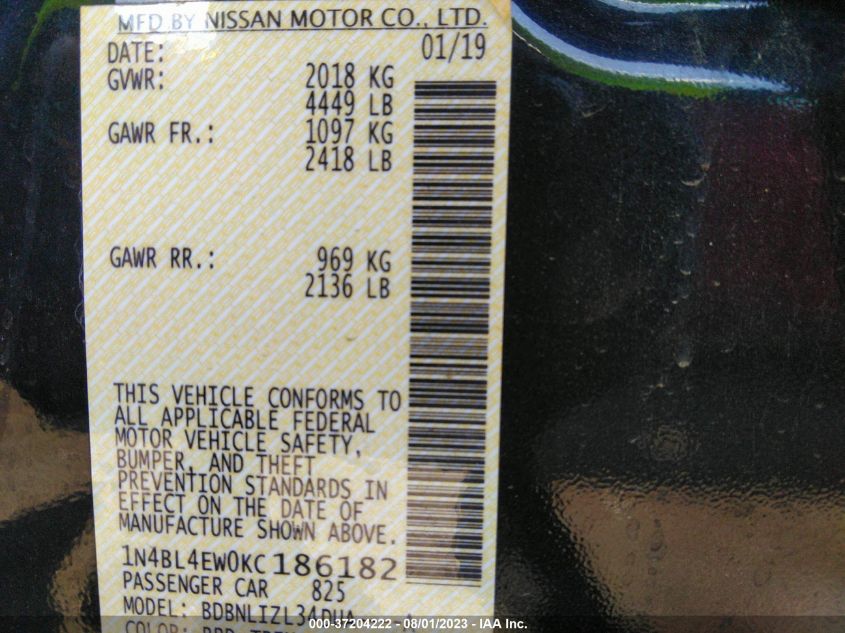 MFD BY NISSAN MOTOR CO., LTD.
DATE: 01/19
GVWR: 2018 KG
4449 LB
GAWR FR.: 1097 KG
2418 LB
GAWR RR.: 969 KG
2136 LB
THIS VEHICLE CONFORMS TO
ALL APPLICABLE FEDERAL
MOTOR VEHICLE SAFETY,
BUMPER, AND THEFT
PREVENTION STANDARDS IN
EFFECT ON THE DATE OF
MANUFACTURE SHOWN ABOVE.
1N4BL4EW0KC186182
PASSENGER CAR 825
MODEL: BDBNLIZL34DUA
000-37204222 - 08/01/2023 - IAA Inc.